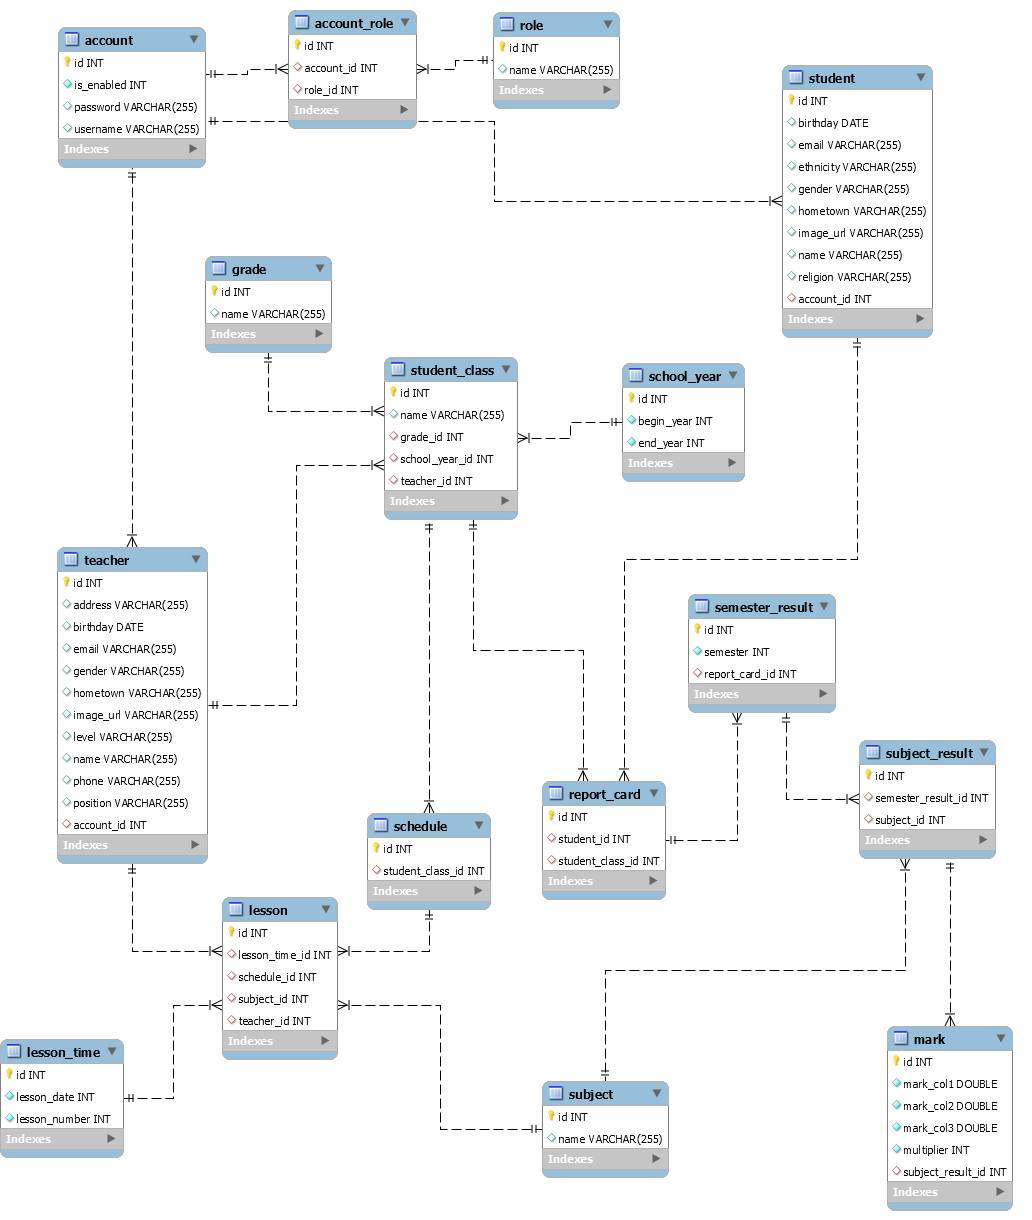 account
id INT
is_enabled INT
password VARCHAR(255)
username VARCHAR(255)
Indexes
account_role
id INT
account_id INT
role_id INT
Indexes
role
id INT
name VARCHAR(255)
Indexes
student
id INT
birthday DATE
email VARCHAR(255)
ethnicity VARCHAR(255)
gender VARCHAR(255)
hometown VARCHAR(255)
image_url VARCHAR(255)
name VARCHAR(255)
religion VARCHAR(255)
account_id INT
Indexes
grade
id INT
name VARCHAR(255)
Indexes
student_class
id INT
name VARCHAR(255)
grade_id INT
school_year_id INT
teacher_id INT
Indexes
school_year
id INT
begin_year INT
end_year INT
Indexes
teacher
id INT
address VARCHAR(255)
birthday DATE
email VARCHAR(255)
gender VARCHAR(255)
hometown VARCHAR(255)
image_url VARCHAR(255)
level VARCHAR(255)
name VARCHAR(255)
phone VARCHAR(255)
position VARCHAR(255)
account_id INT
Indexes
semester_result
id INT
semester INT
report_card_id INT
Indexes
subject_result
id INT
semester_result_id INT
subject_id INT
Indexes
report_card
id INT
student_id INT
student_class_id INT
Indexes
schedule
id INT
student_class_id INT
Indexes
lesson
id INT
lesson_time_id INT
schedule_id INT
subject_id INT
teacher_id INT
Indexes
lesson_time
id INT
lesson_date INT
lesson_number INT
Indexes
subject
id INT
name VARCHAR(255)
Indexes
mark
id INT
mark_col1 DOUBLE
mark_col2 DOUBLE
mark_col3 DOUBLE
multiplier INT
subject_result_id INT
Indexes